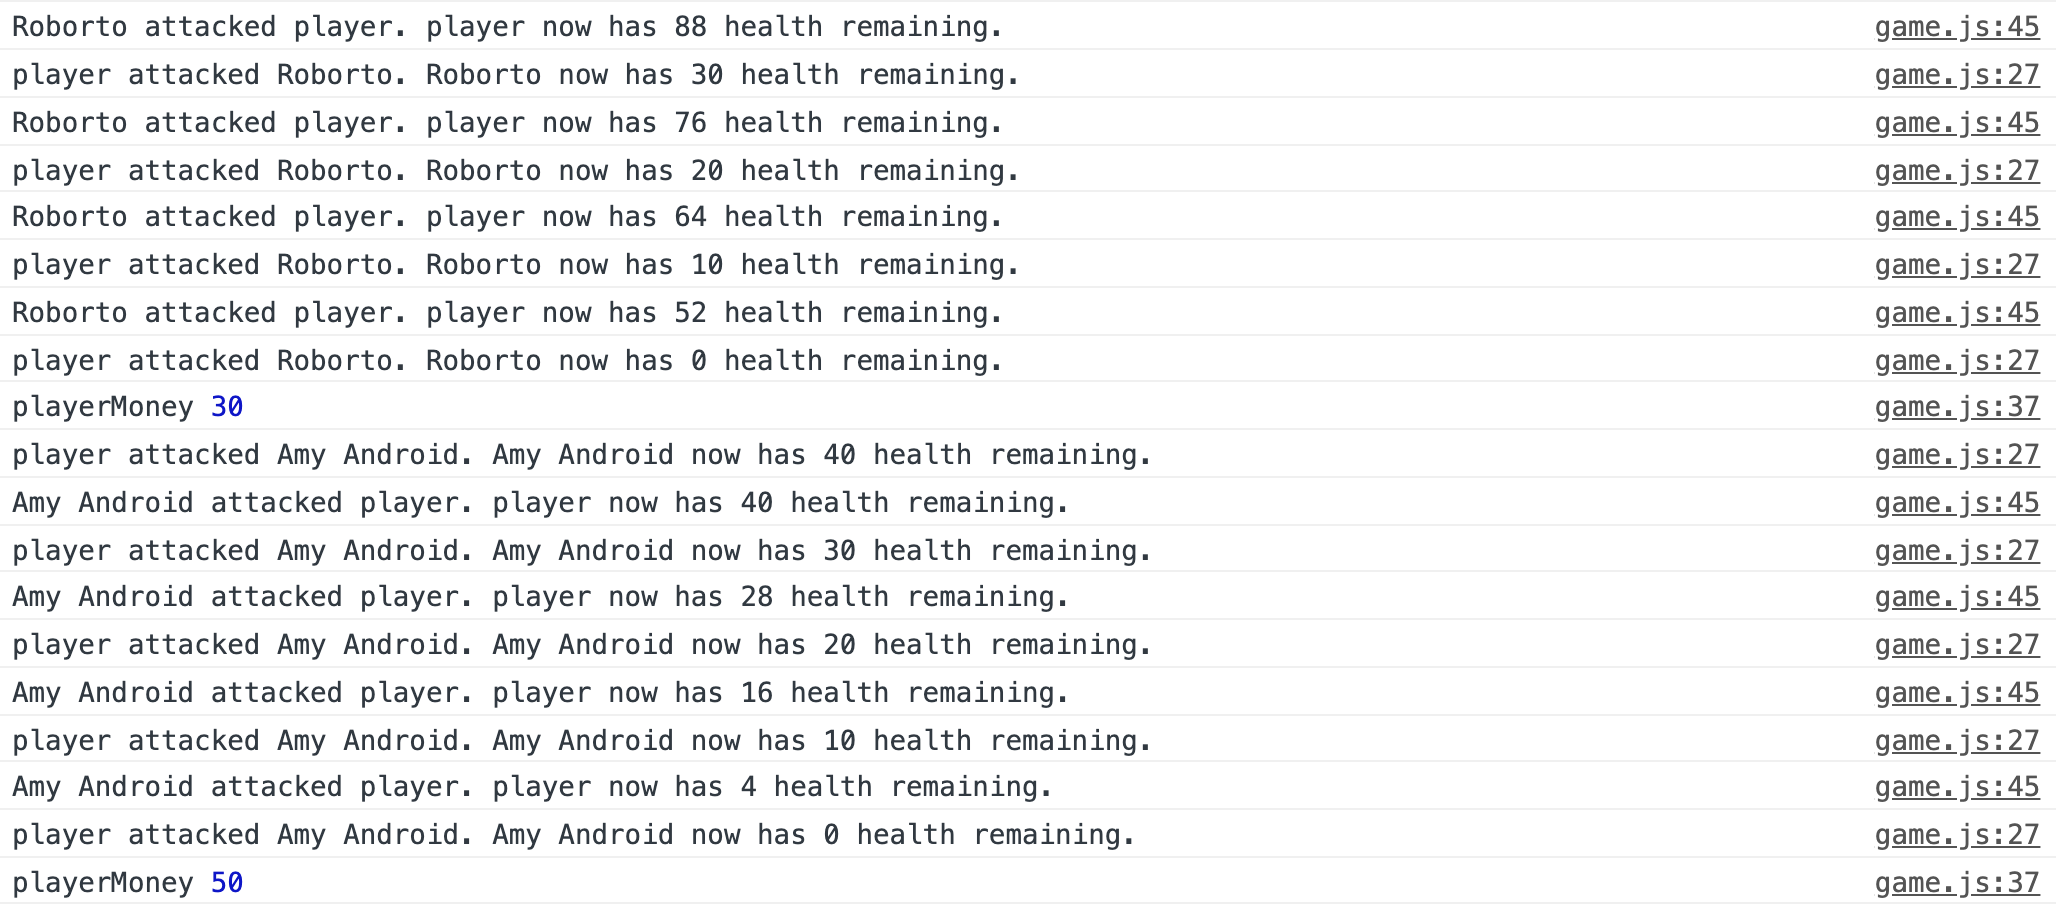 Roborto attacked player. player now has 88 health remaining. game.js:45
player attacked Roborto. Roborto now has 30 health remaining. game.js:27
Roborto attacked player. player now has 76 health remaining. game.js:45
player attacked Roborto. Roborto now has 20 health remaining. game.js:27
Roborto attacked player. player now has 64 health remaining. game.js:45
player attacked Roborto. Roborto now has 10 health remaining. game.js:27
Roborto attacked player. player now has 52 health remaining. game.js:45
player attacked Roborto. Roborto now has 0 health remaining. game.js:27
playerMoney 30 game.js:37
player attacked Amy Android. Amy Android now has 40 health remaining. game.js:27
Amy Android attacked player. player now has 40 health remaining. game.js:45
player attacked Amy Android. Amy Android now has 30 health remaining. game.js:27
Amy Android attacked player. player now has 28 health remaining. game.js:45
player attacked Amy Android. Amy Android now has 20 health remaining. game.js:27
Amy Android attacked player. player now has 16 health remaining. game.js:45
player attacked Amy Android. Amy Android now has 10 health remaining. game.js:27
Amy Android attacked player. player now has 4 health remaining. game.js:45
player attacked Amy Android. Amy Android now has 0 health remaining. game.js:27
playerMoney 50 game.js:37